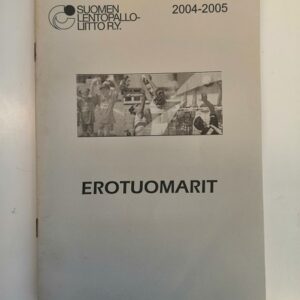 SUOMEN
LENTOPALLO-
LIITTO R.Y.
2004-2005
EROTUOMARIT